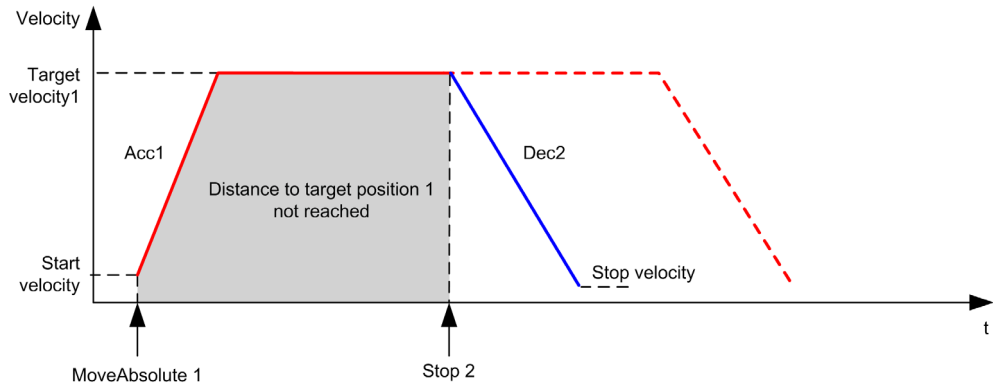 Velocity
Target
velocity1
Acc1
Dec2
Distance to target position 1
not reached
Start
velocity
Stop velocity
t
MoveAbsolute 1
Stop 2